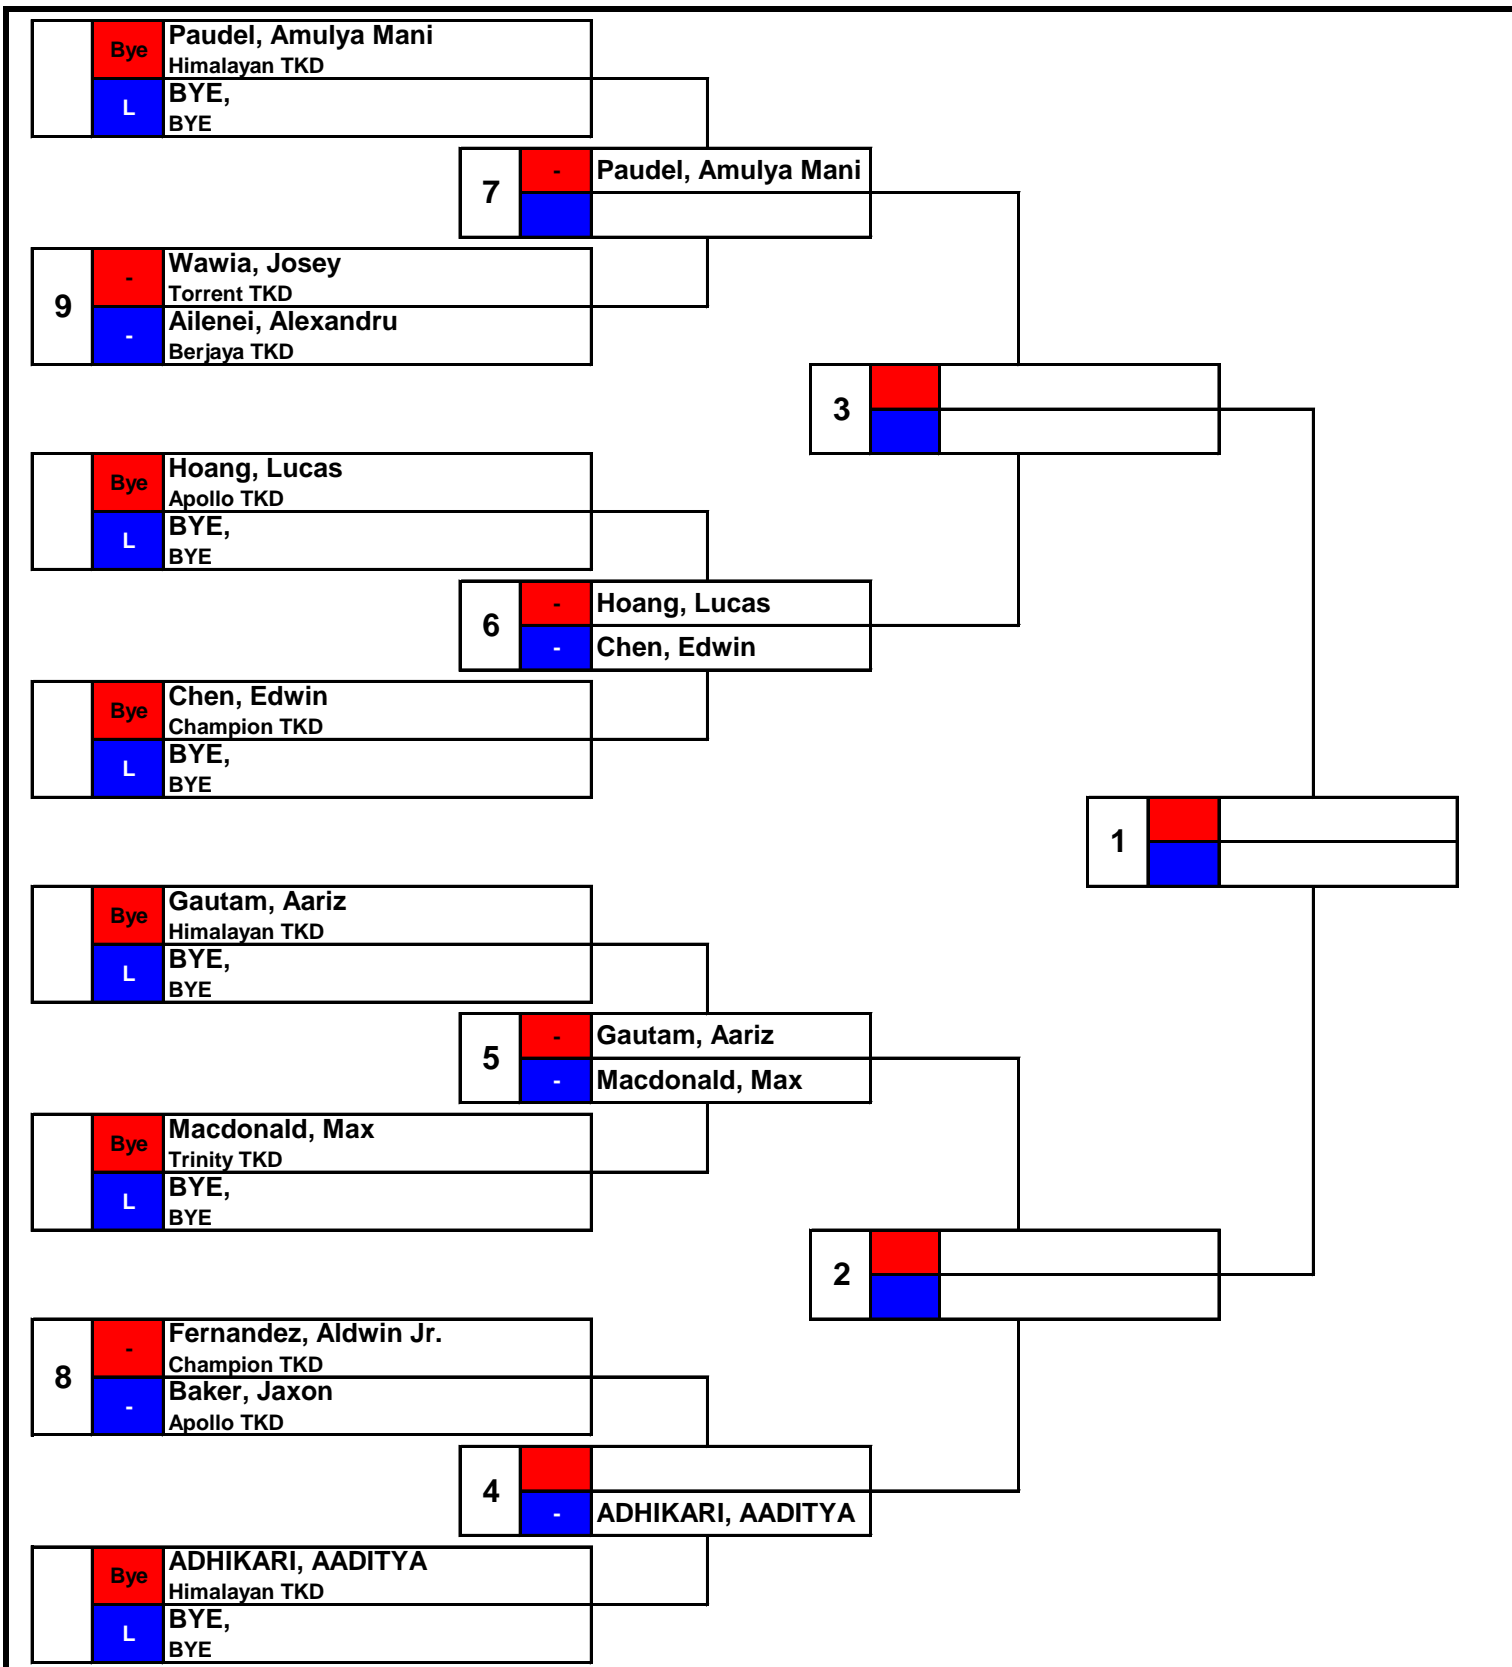 Bye Paudel, Amulya Mani
Himalayan TKD
L BYE,
BYE
7 - Paudel, Amulya Mani
9 - Wawia, Josey
Torrent TKD
- Ailenei, Alexandru
Berjaya TKD
3
Bye Hoang, Lucas
Apollo TKD
L BYE,
BYE
6 - Hoang, Lucas
- Chen, Edwin
Bye Chen, Edwin
Champion TKD
L BYE,
BYE
1
Bye Gautam, Aariz
Himalayan TKD
L BYE,
BYE
5 - Gautam, Aariz
- Macdonald, Max
Bye Macdonald, Max
Trinity TKD
L BYE,
BYE
2
8 - Fernandez, Aldwin Jr.
Champion TKD
- Baker, Jaxon
Apollo TKD
4
- ADHIKARI, AADITYA
Bye ADHIKARI, AADITYA
Himalayan TKD
L BYE,
BYE